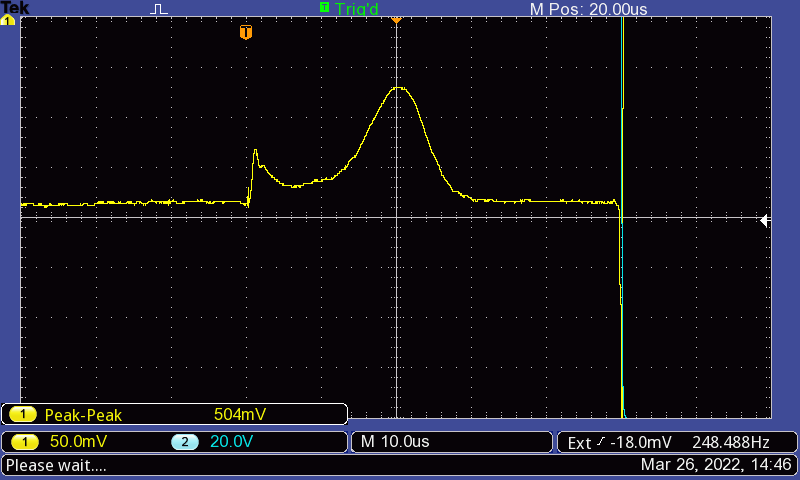 Tek T Trig'd M Pos: 20.00us
1
T
1 Peak-Peak 504mV
1 50.0mV 2 20.0V M 10.0us Ext -18.0mV 248.488Hz
Please wait.... Mar 26, 2022, 14:46